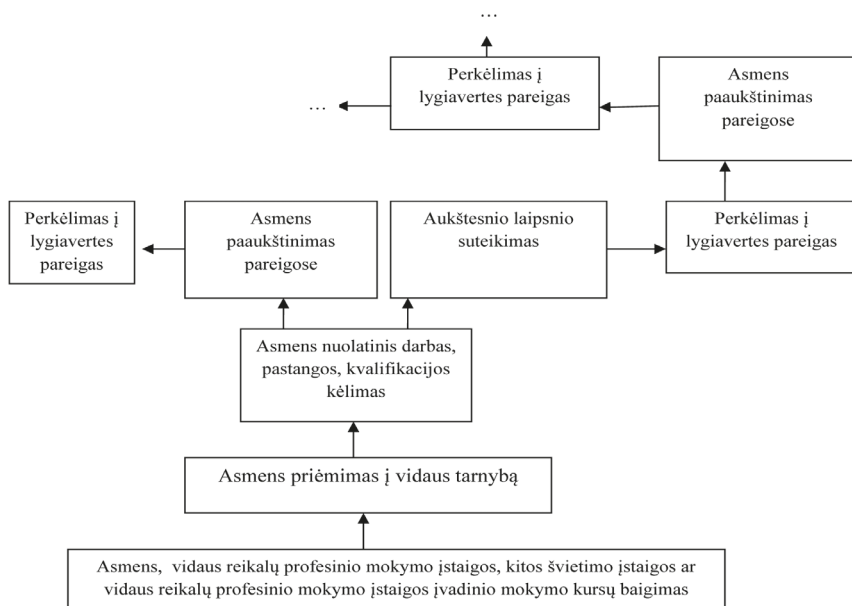 …
Perkėlimas į
lygiavertes pareigas
Asmens
paaukštinimas
pareigose
…
Perkėlimas į
lygiavertes
pareigas
Asmens
paaukštinimas
pareigose
Aukštesnio laipsnio
suteikimas
Perkėlimas į
lygiavertes pareigas
Asmens nuolatinis darbas,
pastangos, kvalifikacijos
kėlimas
Asmens priėmimas į vidaus tarnybą
Asmens, vidaus reikalų profesinio mokymo įstaigos, kitos švietimo įstaigos ar
vidaus reikalų profesinio mokymo įstaigos įvadinio mokymo kursų baigimas